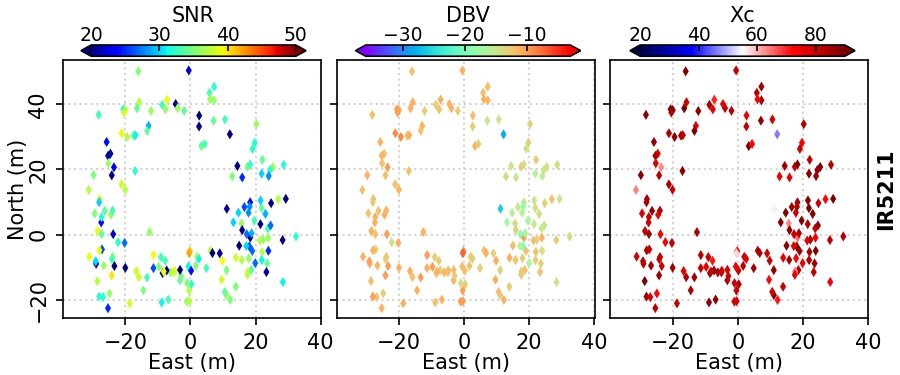 SNR DBV Xc
20 30 40 50 −30 −20 −10 20 40 60 80
North (m)
40
20
0
−20
−20 0 20 40 −20 0 20 40 −20 0 20 40
East (m) East (m) East (m)
IR5211